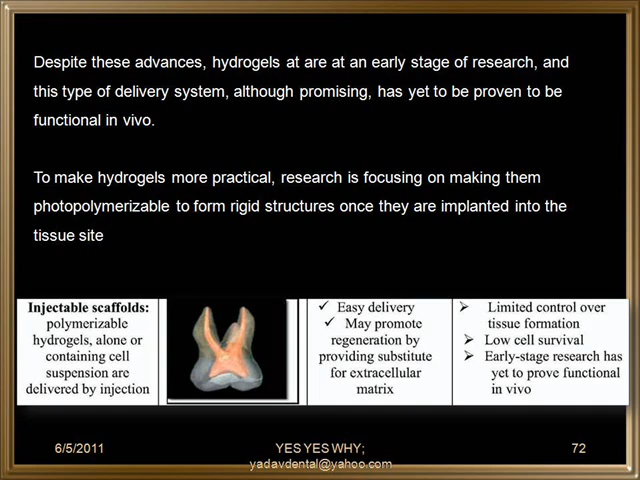 Despite these advances, hydrogels at are at an early stage of research, and
this type of delivery system, although promising, has yet to be proven to be
functional in vivo.
To make hydrogels more practical, research is focusing on making them
photopolymerizable to form rigid structures once they are implanted into the
tissue site
Injectable scaffolds:
polymerizable
hydrogels, alone or
containing cell
suspension are
delivered by injection
✓ Easy delivery
✓ May promote
regeneration by
providing substitute
for extracellular
matrix
➢ Limited control over
tissue formation
➢ Low cell survival
➢ Early-stage research has
yet to prove functional
in vivo
6/5/2011
YES YES WHY;
yadavdental@yahoo.com
72